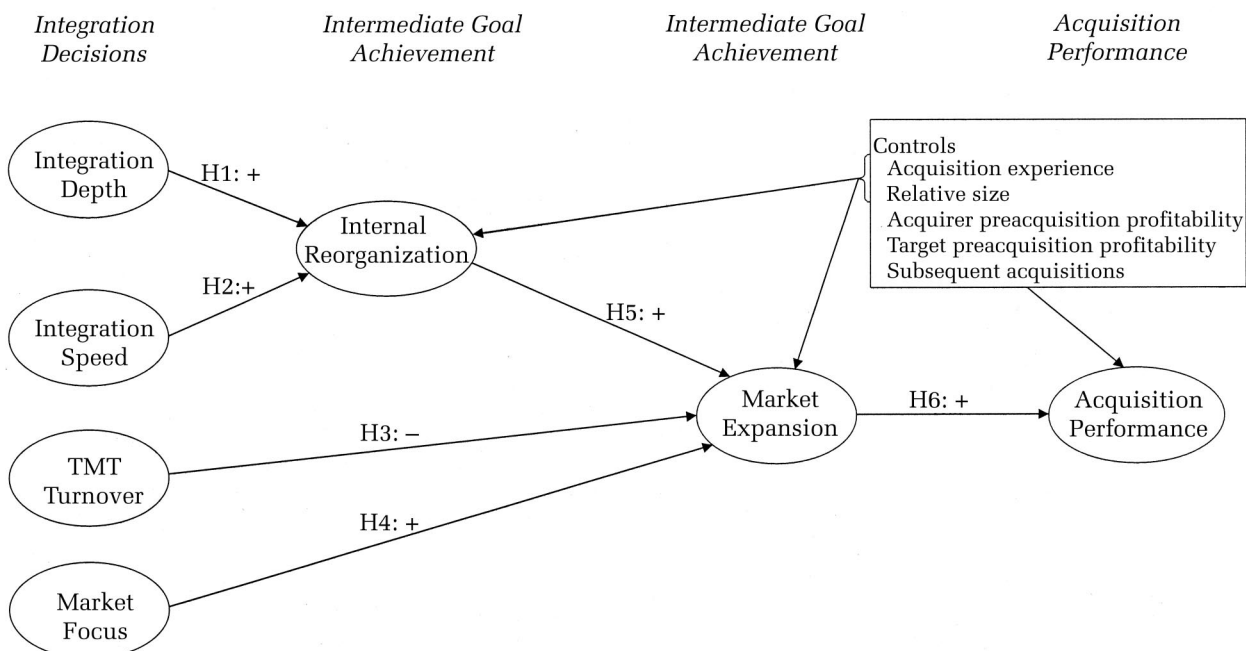 Integration
Decisions
Intermediate Goal
Achievement
Intermediate Goal
Achievement
Acquisition
Performance
Integration
Depth
H1: +
Internal
Reorganization
Controls
Acquisition experience
Relative size
Acquirer preacquisition profitability
Target preacquisition profitability
Subsequent acquisitions
Integration
Speed
H2:+
H5: +
TMT
Turnover
H3: –
Market
Expansion
H6: +
Acquisition
Performance
Market
Focus
H4: +